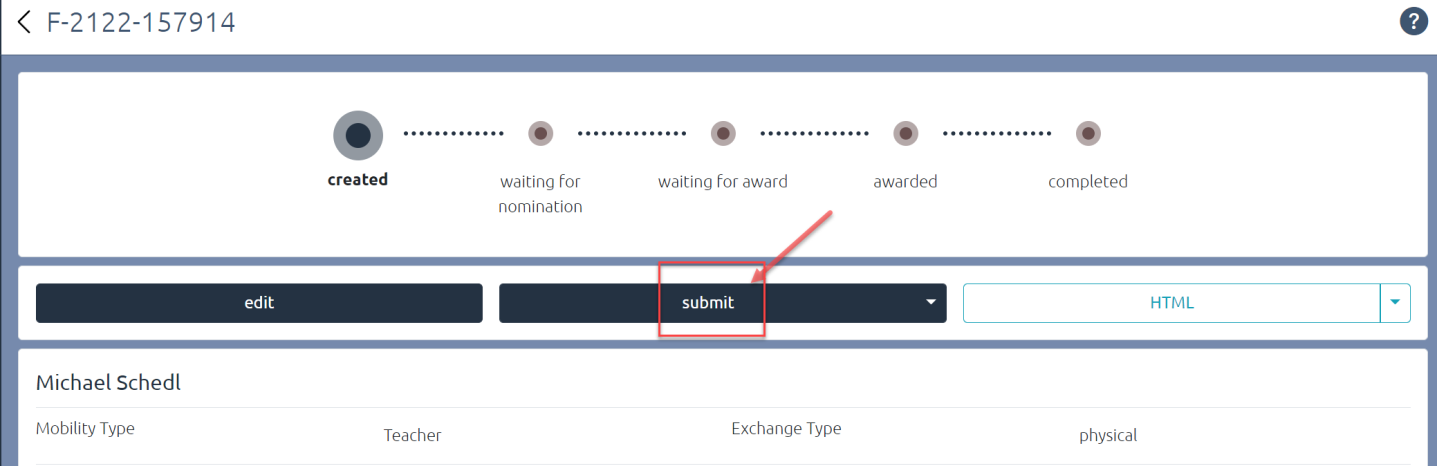 F-2122-157914
?
created
waiting for
nomination
waiting for award
awarded
completed
edit
submit
HTML
Michael Schedl
Mobility Type
Teacher
Exchange Type
physical